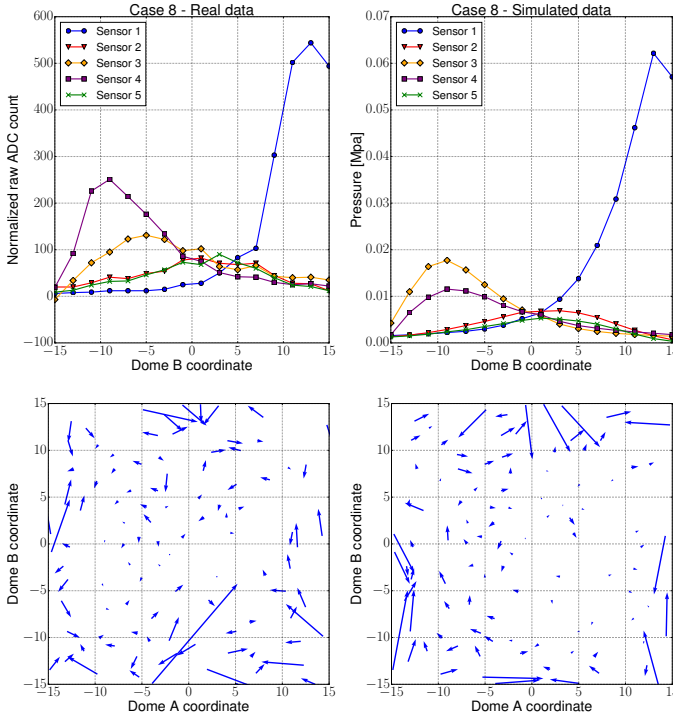 Case 8 - Real data
600
500
400
300
200
100
0
−100
Normalized raw ADC count
Sensor 1
Sensor 2
Sensor 3
Sensor 4
Sensor 5
−15 −10 −5 0 5 10 15
Dome B coordinate
Case 8 - Simulated data
0.07
0.06
0.05
0.04
0.03
0.02
0.01
0.00
Pressure [Mpa]
Sensor 1
Sensor 2
Sensor 3
Sensor 4
Sensor 5
−15 −10 −5 0 5 10 15
Dome B coordinate
15
10
5
0
−5
−10
−15
Dome B coordinate
−15 −10 −5 0 5 10 15
Dome A coordinate
15
10
5
0
−5
−10
−15
Dome B coordinate
−15 −10 −5 0 5 10 15
Dome A coordinate